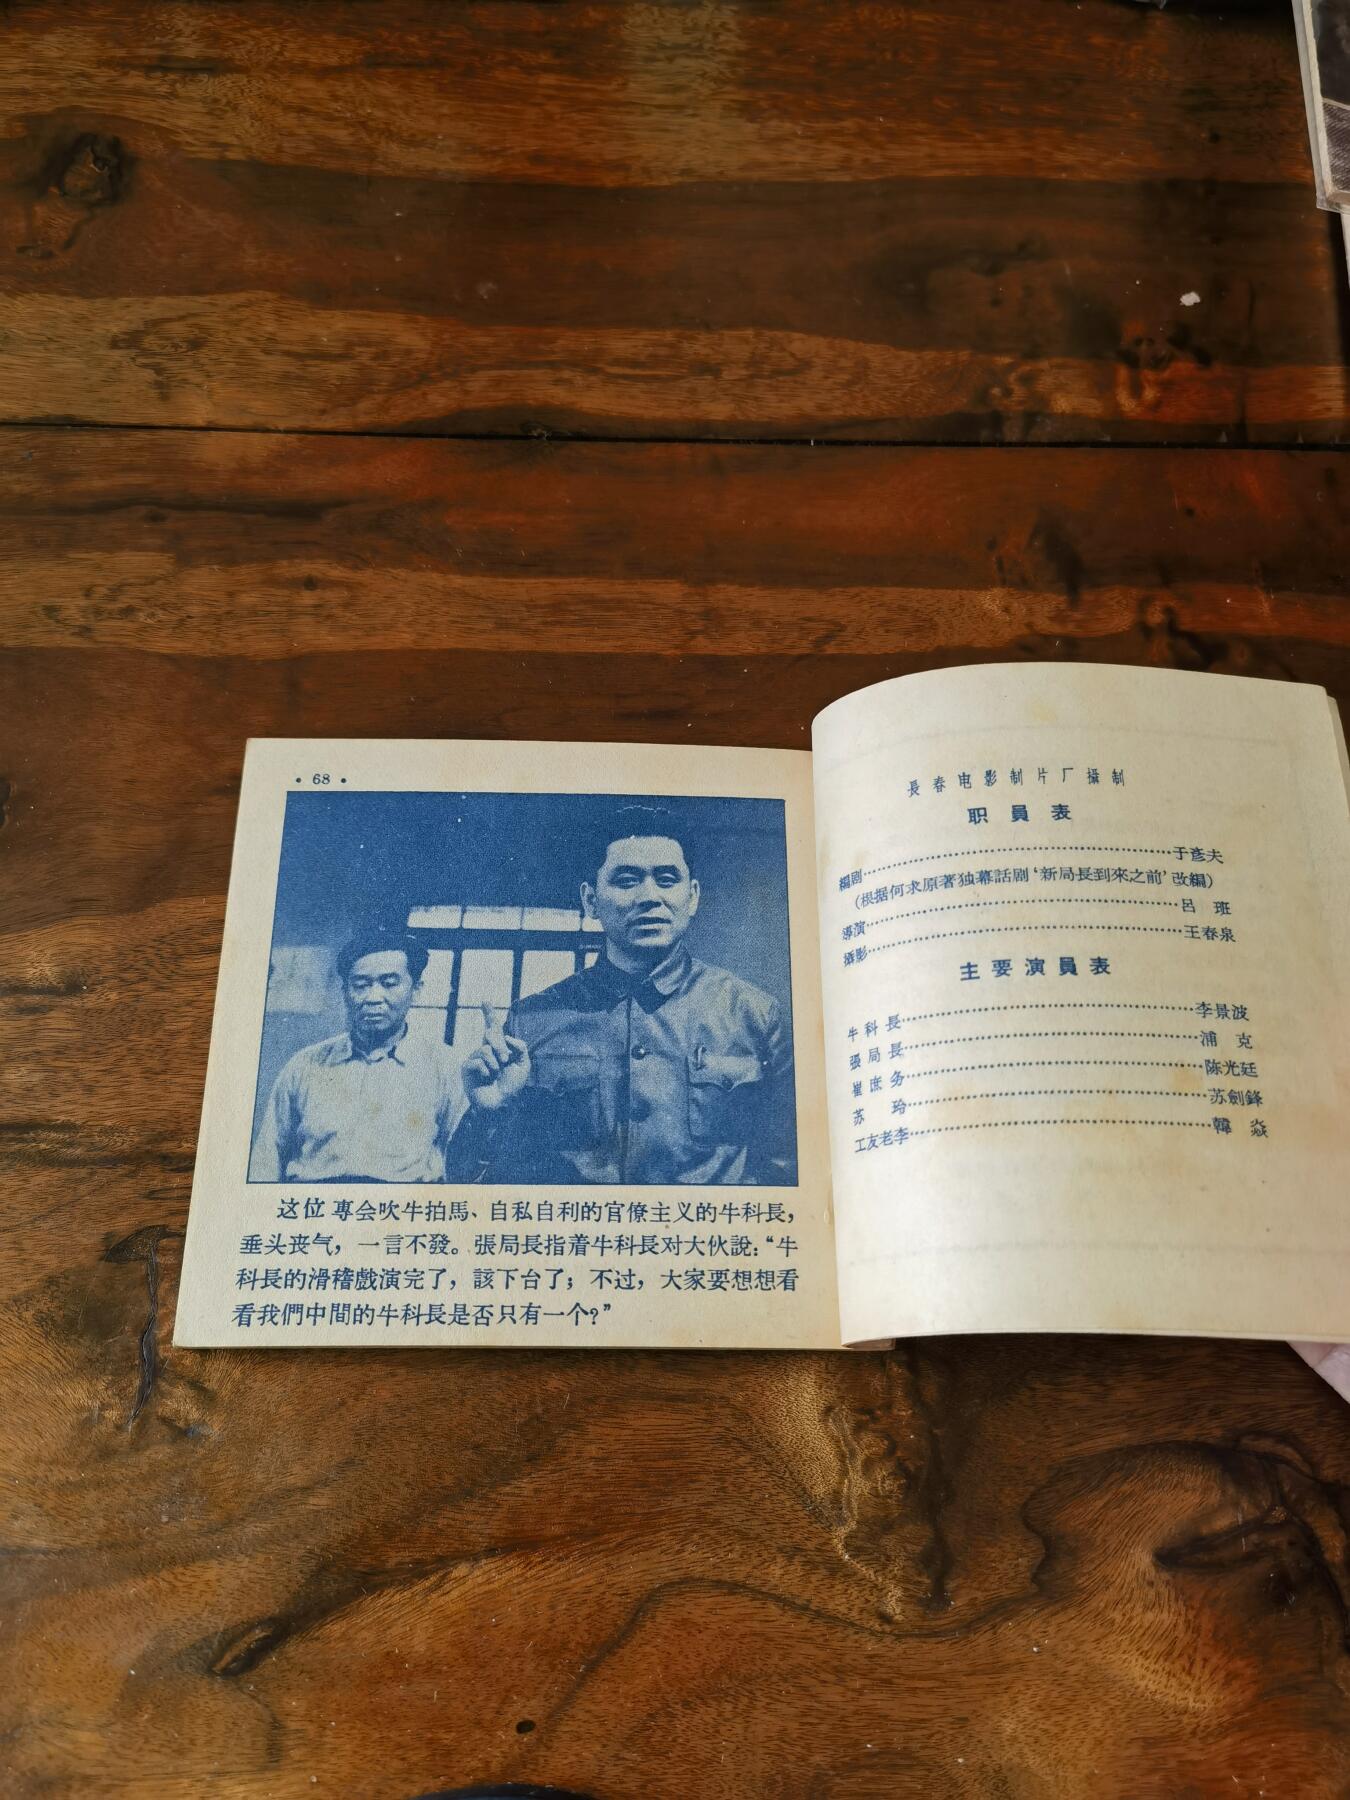 • 68 •
这位專会吹牛拍馬、自私自利的官僚主义的牛科長，
垂头丧气，一言不發。張局長指着牛科長对大伙說：“牛
科長的滑稽戲演完了，該下台了；不过，大家要想想看
看我們中間的牛科長是否只有一个？”
長春电影制片厂攝制
职員表
編剧……于彥夫
（根据何求原著独幕話剧‘新局長到來之前’改編）
導演……呂　班
攝影……王春泉
主要演員表
牛科長……李景波
張局長……浦　克
崔庶务……陈光廷
苏　玲……苏劍鋒
工友老李……韓　焱